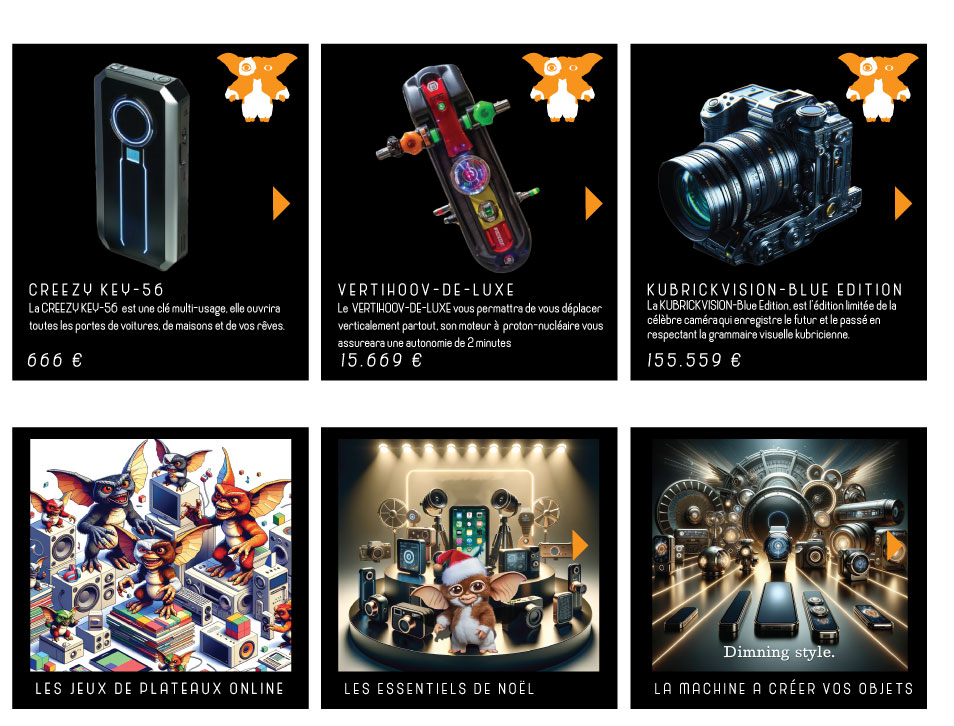 CREEZY KEY-56
La CREEZY KEY-56 est une clé multi-usage, elle ouvrira
toutes les portes de voitures, de maisons et de vos rêves.
666 €
VERTIHOOV-DE-LUXE
Le VERTIHOOV-DE-LUXE vous permattra de vous déplacer
verticalement partout, son moteur à proton-nucléaire vous
assureara une autonomie de 2 minutes
15.669 €
KUBRICKVISION-BLUE EDITION
La KUBRICKVISION-Blue Edition, est l'édition limitée de la
célèbre caméra qui enregistre le futur et le passé en
respectant la grammaire visuelle kubricienne.
155.559 €
LES JEUX DE PLATEAUX ONLINE
LES ESSENTIELS DE NOËL
Dimning style.
LA MACHINE A CRÉER VOS OBJETS